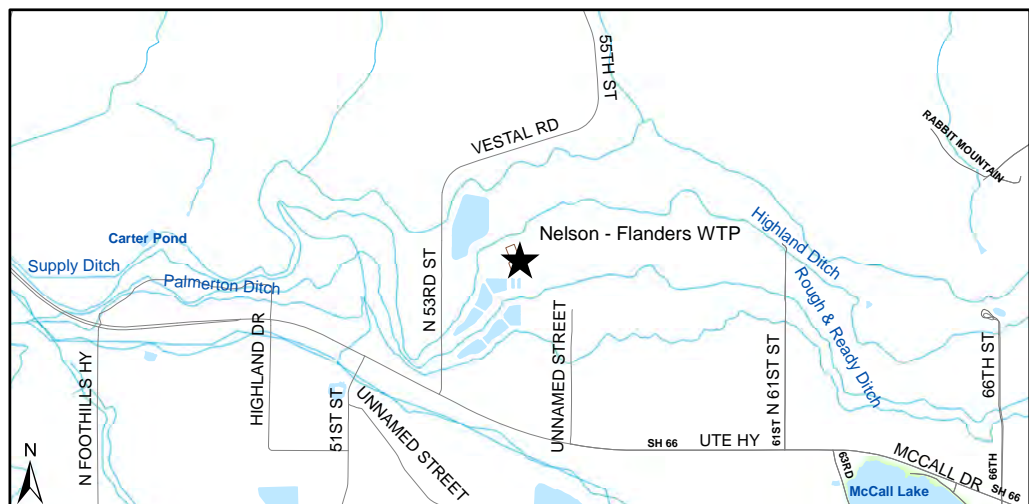 55TH ST
VESTAL RD
RABBIT MOUNTAIN
Carter Pond
Nelson - Flanders WTP
Highland Ditch
Supply Ditch
Palmerton Ditch
N 53RD ST
Rough & Ready Ditch
HIGHLAND DR
UNNAMED STREET
66TH ST
N FOOTHILLS HY
51ST ST
UNNAMED STREET
61ST
N 61ST ST
SH 66
UTE HY
63RD
MCCALL DR
66TH
SH 66
McCall Lake
N